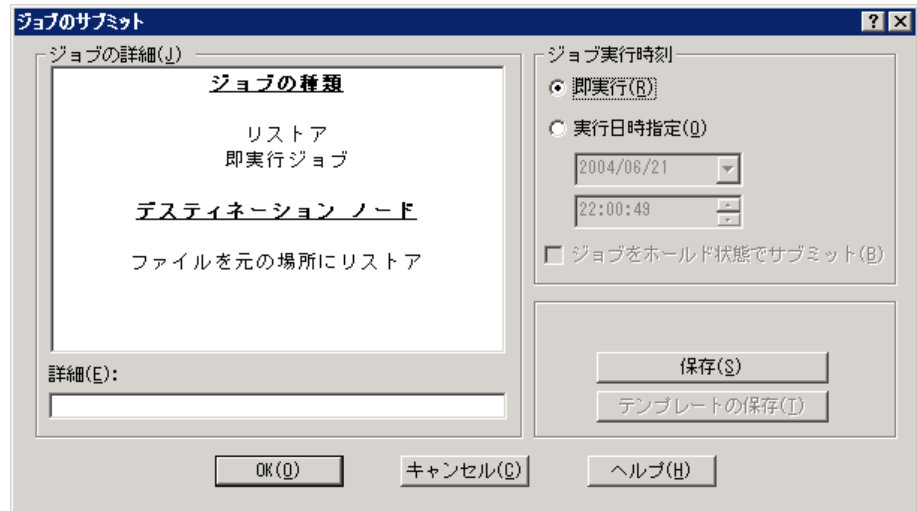 ジョブのサブミット
ジョブの詳細(J)
ジョブの種類
リストア
即実行ジョブ
デスティネーション ノード
ファイルを元の場所にリストア
詳細(E):
ジョブ実行時刻
即実行(R)
実行日時指定(O)
2004/06/21
22:00:49
ジョブをホールド状態でサブミット(B)
保存(S)
テンプレートの保存(T)
OK(O)
キャンセル(C)
ヘルプ(H)